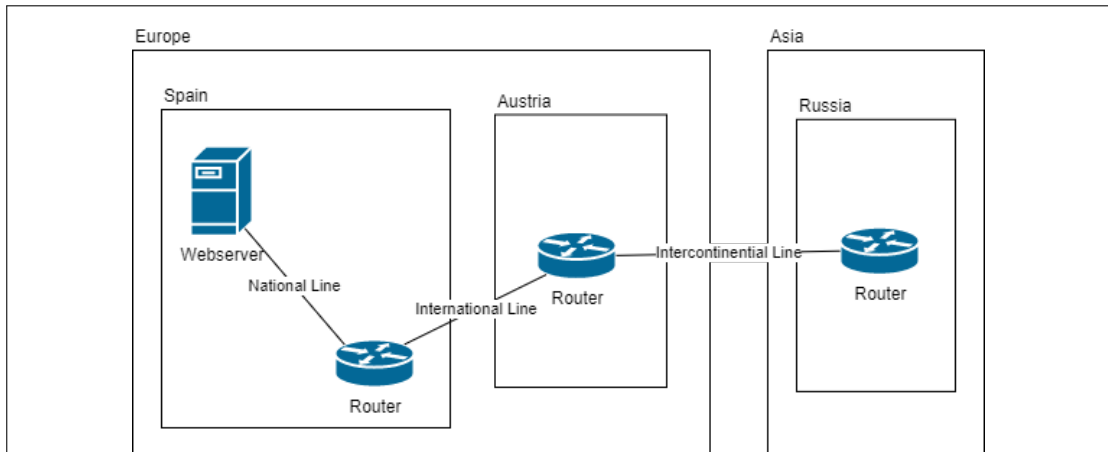 Europe
Asia
Spain
Austria
Russia
Webserver
National Line
International Line
Intercontinential Line
Router
Router
Router